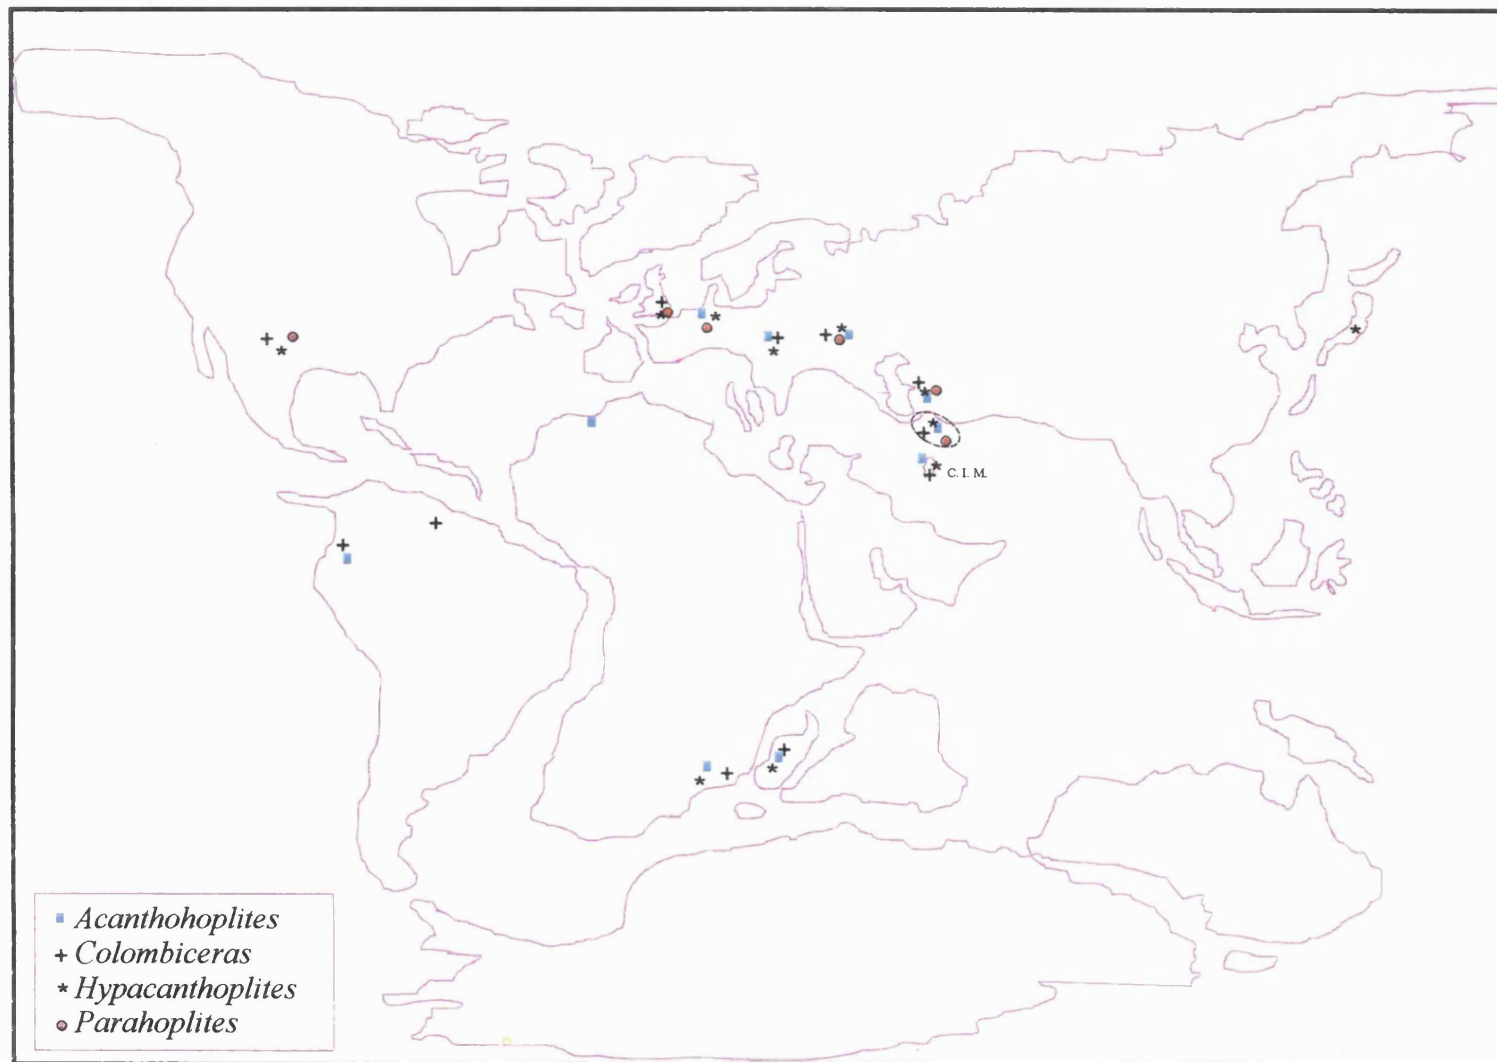 C. I. M.
Acanthohoplites
Colombiceras
Hypacanthoplites
Parahoplites